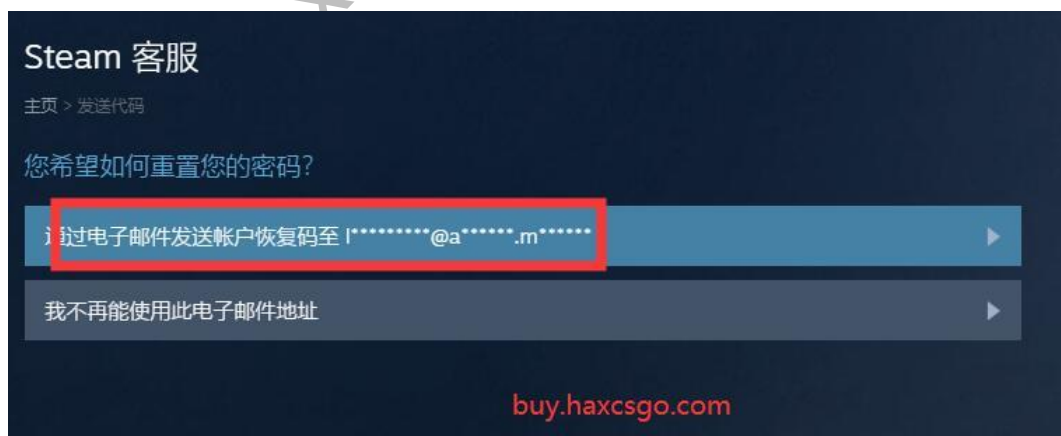 Steam 客服
主页 > 发送代码
您希望如何重置您的密码?
通过电子邮件发送帐户恢复码至 l*********@a******.m******
我不再能使用此电子邮件地址
buy.haxcsgo.com